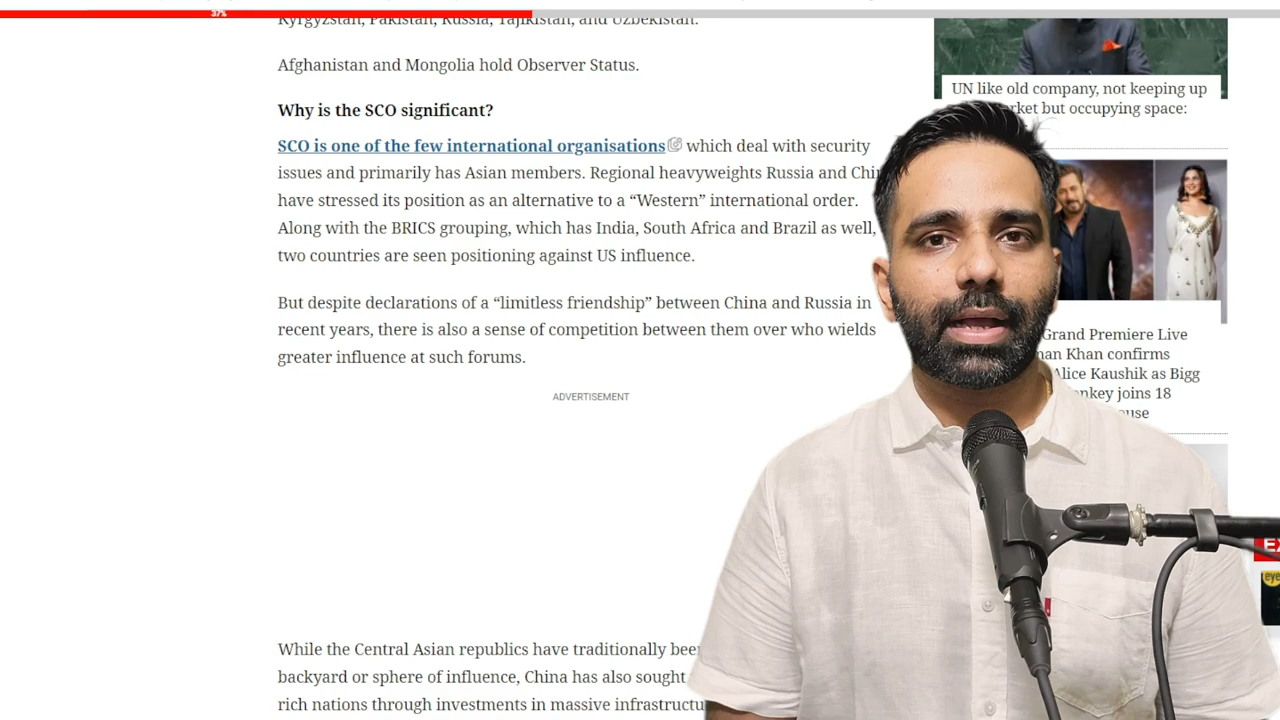 37%
Kyrgyzstan, Pakistan, Russia, Tajikistan, and Uzbekistan.
Afghanistan and Mongolia hold Observer Status.
Why is the SCO significant?
SCO is one of the few international organisations which deal with security
issues and primarily has Asian members. Regional heavyweights Russia and
have stressed its position as an alternative to a “Western” international order.
Along with the BRICS grouping, which has India, South Africa and Brazil as well,
two countries are seen positioning against US influence.
But despite declarations of a “limitless friendship” between China and Russia in
recent years, there is also a sense of competition between them over who wields
greater influence at such forums.
ADVERTISEMENT
While the Central Asian republics have traditionally
backyard or sphere of influence, China has also sought
rich nations through investments in massive
UN like old company, not keeping up
but occupying space:
Grand Premiere Live
Khan confirms
Alice Kaushik as Bigg
joins 18
eye